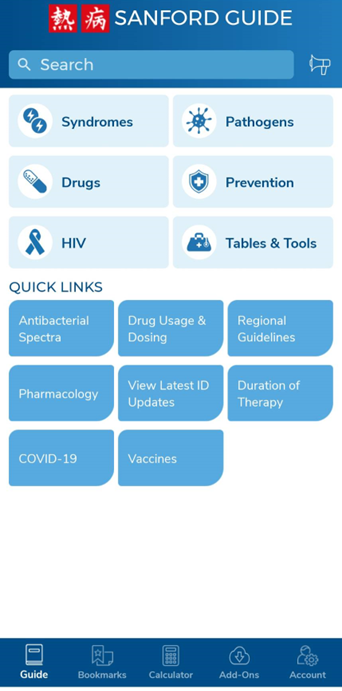 熱病 SANFORD GUIDE
Search
Syndromes
Pathogens
Drugs
Prevention
HIV
Tables & Tools
QUICK LINKS
Antibacterial
Spectra
Drug Usage &
Dosing
Regional
Guidelines
Pharmacology
View Latest ID
Updates
Duration of
Therapy
COVID-19
Vaccines
Guide
Bookmarks
Calculator
Add-Ons
Account